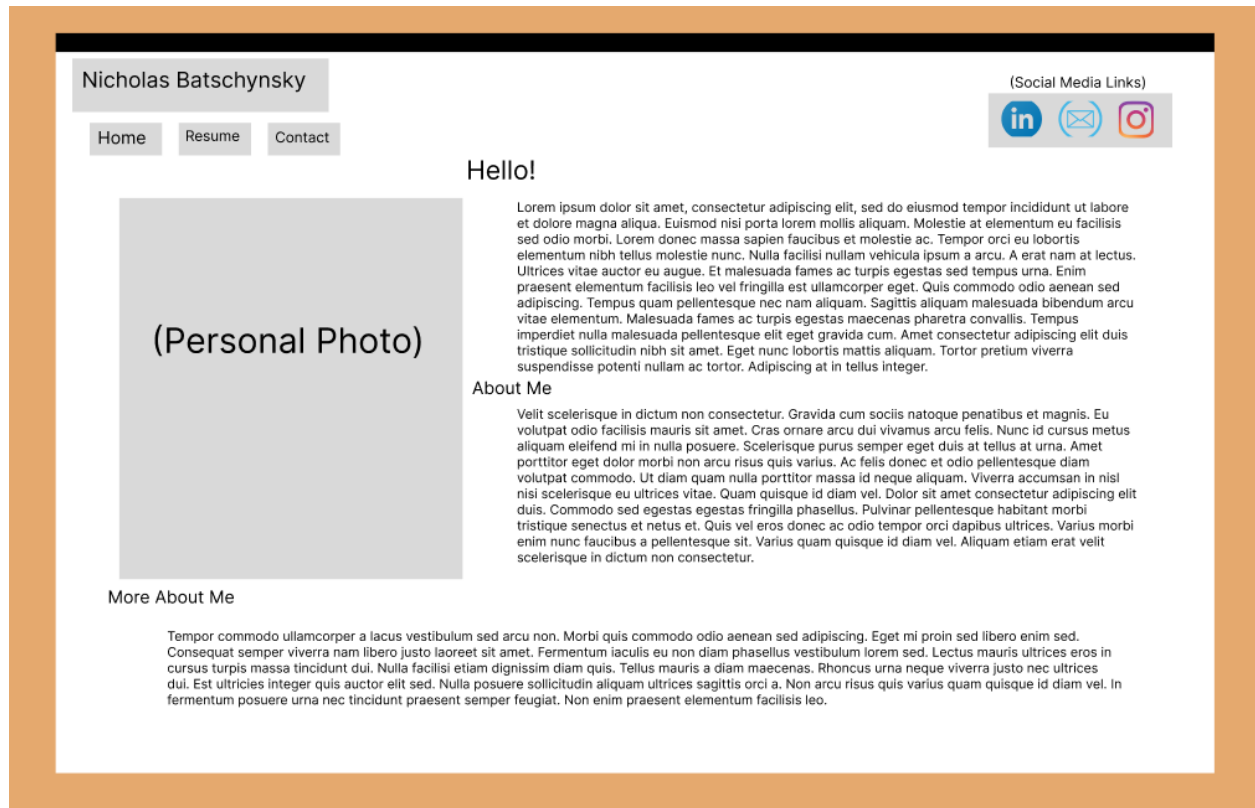 Nicholas Batschynsky
(Social Media Links)
in
Home Resume Contact
Hello!
Lorem ipsum dolor sit amet, consectetur adipiscing elit, sed do eiusmod tempor incididunt ut labore
et dolore magna aliqua. Euismod nisi porta lorem mollis aliquam. Molestie at elementum eu facilisis
sed odio morbi. Lorem donec massa sapien faucibus et molestie ac. Tempor orci eu lobortis
elementum nibh tellus molestie nunc. Nulla facilisi nullam vehicula ipsum a arcu. A erat nam at lectus.
Ultrices vitae auctor eu augue. Et malesuada fames ac turpis egestas sed tempus urna. Enim
praesent elementum facilisis leo vel fringilla est ullamcorper eget. Quis commodo odio aenean sed
adipiscing. Tempus quam pellentesque nec nam aliquam. Sagittis aliquam malesuada bibendum arcu
vitae elementum. Malesuada fames ac turpis egestas maecenas pharetra convallis. Tempus
imperdiet nulla malesuada pellentesque elit eget gravida cum. Amet consectetur adipiscing elit duis
tristique sollicitudin nibh sit amet. Eget nunc lobortis mattis aliquam. Tortor pretium viverra
suspendisse potenti nullam ac tortor. Adipiscing at in tellus integer.
(Personal Photo)
About Me
Velit scelerisque in dictum non consectetur. Gravida cum sociis natoque penatibus et magnis. Eu
volutpat odio facilisis mauris sit amet. Cras ornare arcu dui vivamus arcu felis. Nunc id cursus metus
aliquam eleifend mi in nulla posuere. Scelerisque purus semper eget duis at tellus at urna. Amet
porttitor eget dolor morbi non arcu risus quis varius. Ac felis donec et odio pellentesque diam
volutpat commodo. Ut diam quam nulla porttitor massa id neque aliquam. Viverra accumsan in nisl
nisi scelerisque eu ultrices vitae. Quam quisque id diam vel. Dolor sit amet consectetur adipiscing elit
duis. Commodo sed egestas egestas fringilla phasellus. Pulvinar pellentesque habitant morbi
tristique senectus et netus et. Quis vel eros donec ac odio tempor orci dapibus ultrices. Varius morbi
enim nunc faucibus a pellentesque sit. Varius quam quisque id diam vel. Aliquam etiam erat velit
scelerisque in dictum non consectetur.
More About Me
Tempor commodo ullamcorper a lacus vestibulum sed arcu non. Morbi quis commodo odio aenean sed adipiscing. Eget mi proin sed libero enim sed.
Consequat semper viverra nam libero justo laoreet sit amet. Fermentum iaculis eu non diam phasellus vestibulum lorem sed. Lectus mauris ultrices eros in
cursus turpis massa tincidunt dui. Nulla facilisi etiam dignissim diam quis. Tellus mauris a diam maecenas. Rhoncus urna neque viverra justo nec ultrices
dui. Est ultricies integer quis auctor elit sed. Nulla posuere sollicitudin aliquam ultrices sagittis orci a. Non arcu risus quis varius quam quisque id diam vel. In
fermentum posuere urna nec tincidunt praesent semper feugiat. Non enim praesent elementum facilisis leo.